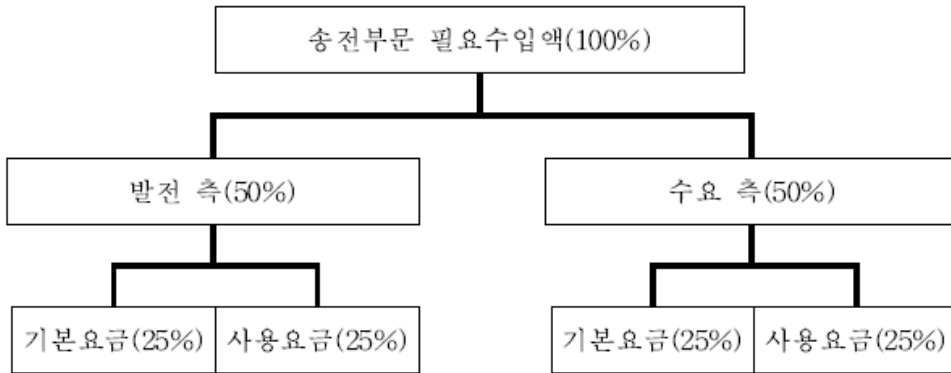 송전부문 필요수입액(100%)
발전 측(50%)
수요 측(50%)
기본요금(25%)
사용요금(25%)
기본요금(25%)
사용요금(25%)